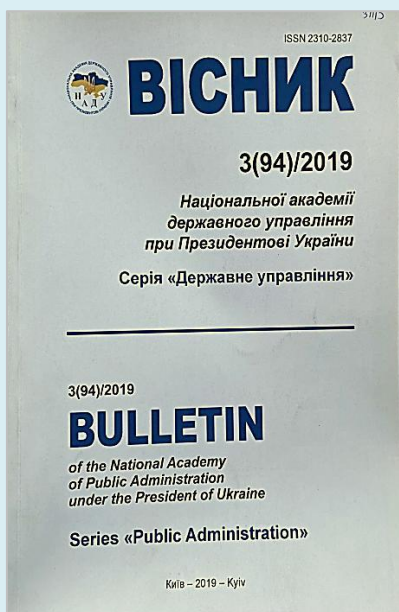 ISSN 2310-2837
ВІСНИК
НАДУ
3(94)/2019
Національної академії
державного управління
при Президентові України
Серія «Державне управління»
3(94)/2019
BULLETIN
of the National Academy
of Public Administration
under the President of Ukraine
Series «Public Administration»
Київ – 2019 – Kyiv